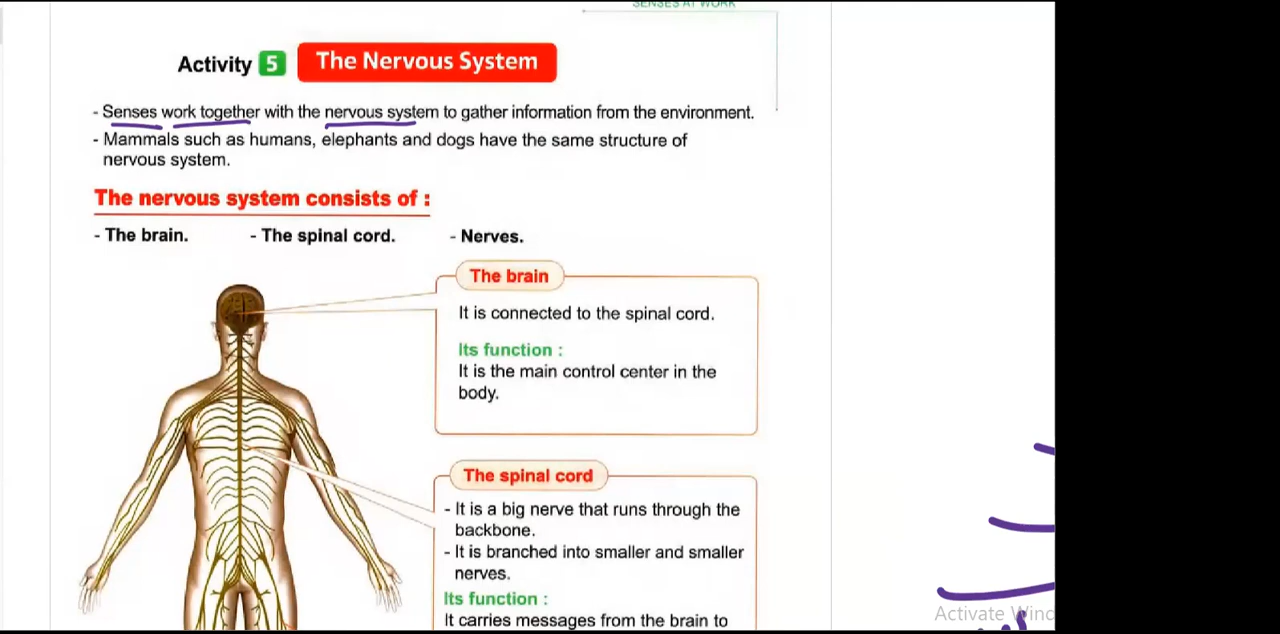 SENSES AT WORK
Activity 5 The Nervous System
- Senses work together with the nervous system to gather information from the environment.
- Mammals such as humans, elephants and dogs have the same structure of
nervous system.
The nervous system consists of :
- The brain. - The spinal cord. - Nerves.
The brain
It is connected to the spinal cord.
Its function :
It is the main control center in the
body.
The spinal cord
- It is a big nerve that runs through the
backbone.
- It is branched into smaller and smaller
nerves.
Its function :
It carries messages from the brain to
Activate Wind